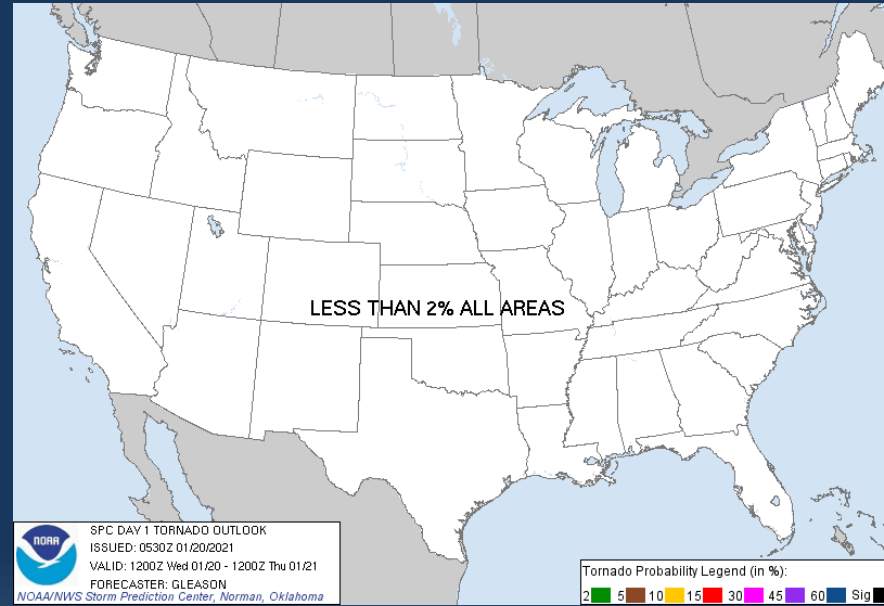 LESS THAN 2% ALL AREAS
NOAA
SPC DAY 1 TORNADO OUTLOOK
ISSUED: 0530Z 01/20/2021
VALID: 1200Z Wed 01/20 - 1200Z Thu 01/21
FORECASTER: GLEASON
NOAA/NWS Storm Prediction Center, Norman, Oklahoma
Tornado Probability Legend (in %):
2 5 10 15 30 45 60 Sig